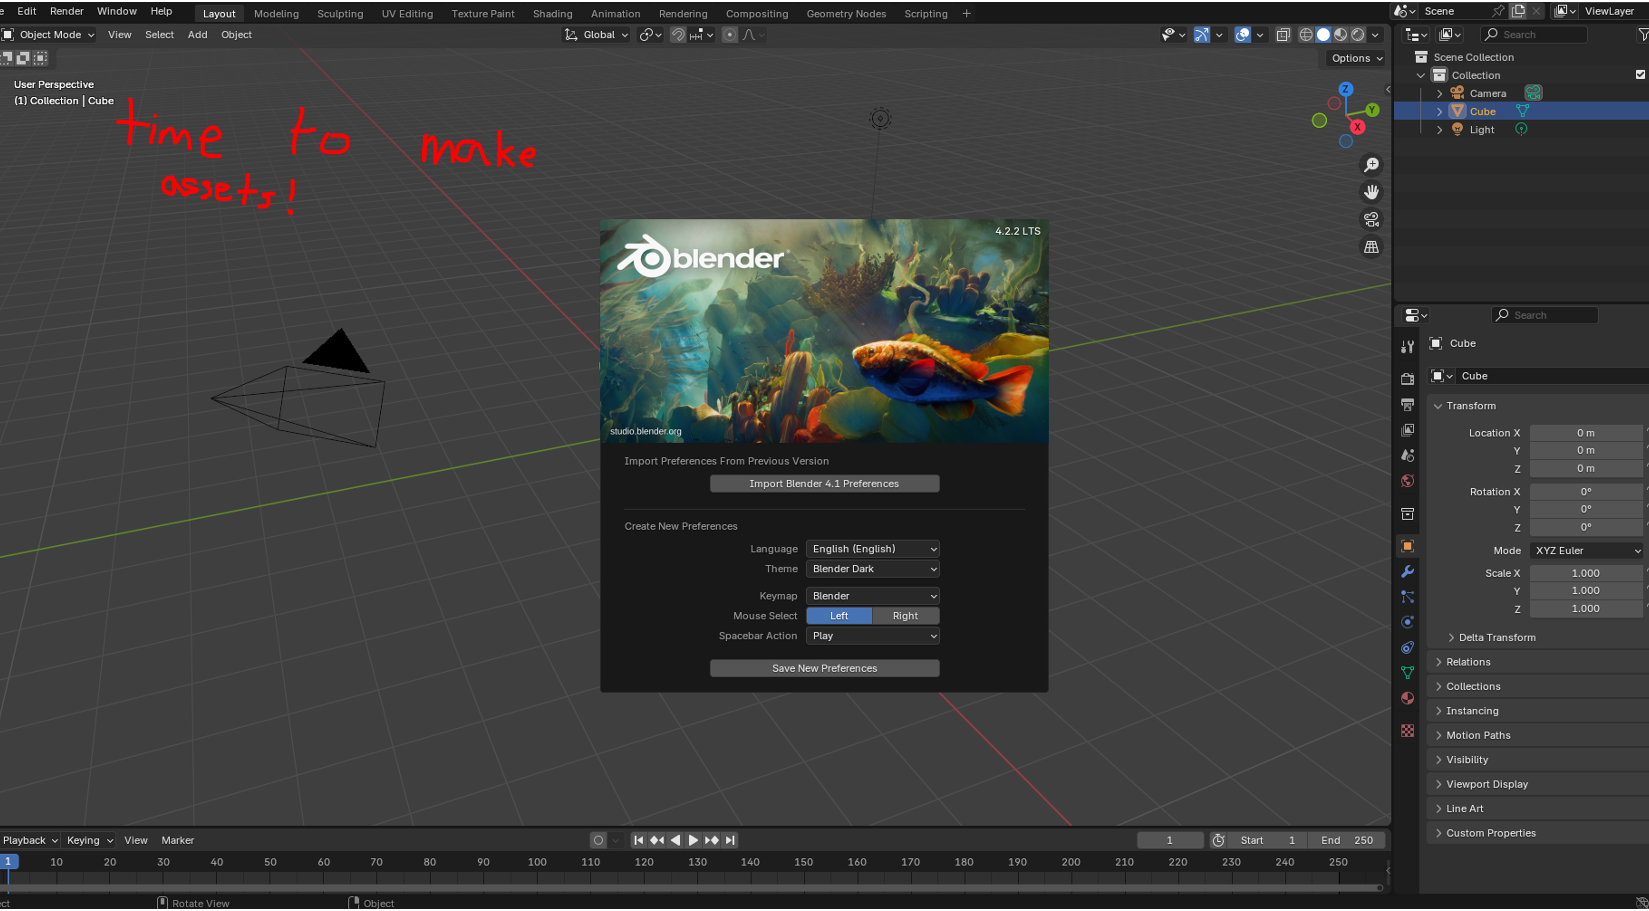 Edit Render Window Help Layout Modeling Sculpting UV Editing Texture Paint Shading Animation Rendering Compositing Geometry Nodes Scripting + Scene ViewLayer
Object Mode View Select Add Object Global Search
Options
User Perspective
(1) Collection | Cube
time to make
assets!
Z
Y
X
Scene Collection
Collection
Camera
Cube
Light
4.2.2 LTS
blender
studio.blender.org
Import Preferences From Previous Version
Import Blender 4.1 Preferences
Create New Preferences
Language English (English)
Theme Blender Dark
Keymap Blender
Mouse Select Left Right
Spacebar Action Play
Save New Preferences
Search
Cube
Cube
Transform
Location X 0 m
Y 0 m
Z 0 m
Rotation X 0°
Y 0°
Z 0°
Mode XYZ Euler
Scale X 1.000
Y 1.000
Z 1.000
Delta Transform
Relations
Collections
Instancing
Motion Paths
Visibility
Viewport Display
Line Art
Custom Properties
Playback Keying View Marker 1 Start 1 End 250
1 10 20 30 40 50 60 70 80 90 100 110 120 130 140 150 160 170 180 190 200 210 220 230 240 250
ect Rotate View Object